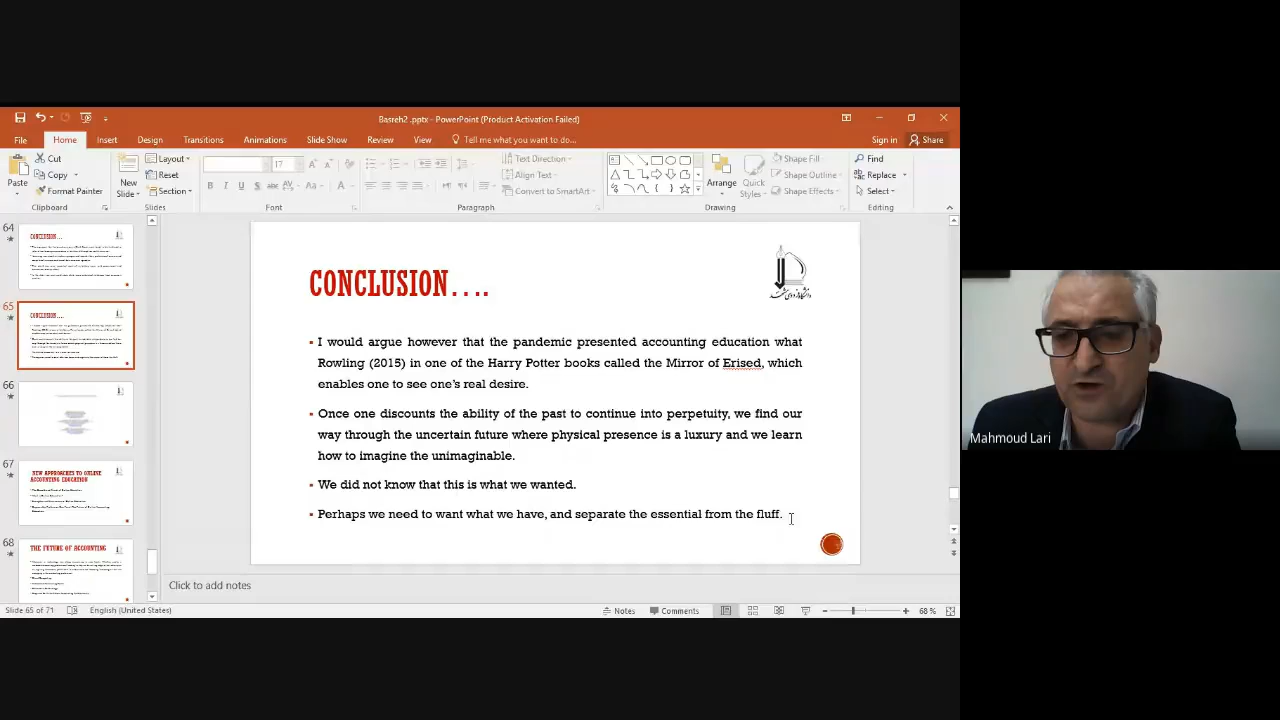 Basreh2 .pptx - PowerPoint (Product Activation Failed)
File Home Insert Design Transitions Animations Slide Show Review View Tell me what you want to do... Sign in Share
Paste
Cut
Copy
Format Painter
Clipboard
New Slide
Layout
Reset
Section
Slides
17
Font
Text Direction
Align Text
Convert to SmartArt
Paragraph
Arrange
Quick Styles
Shape Fill
Shape Outline
Shape Effects
Drawing
Find
Replace
Select
Editing
64
CONCLUSION....
65
CONCLUSION....
66
67
NEW APPROACHES TO ONLINE
ACCOUNTING EDUCATION
68
THE FUTURE OF ACCOUNTING
CONCLUSION....
I would argue however that the pandemic presented accounting education what
Rowling (2015) in one of the Harry Potter books called the Mirror of Erised, which
enables one to see one's real desire.
Once one discounts the ability of the past to continue into perpetuity, we find our
way through the uncertain future where physical presence is a luxury and we learn
how to imagine the unimaginable.
We did not know that this is what we wanted.
Perhaps we need to want what we have, and separate the essential from the fluff.
Click to add notes
Slide 65 of 71 English (United States) Notes Comments 68 %
Mahmoud Lari